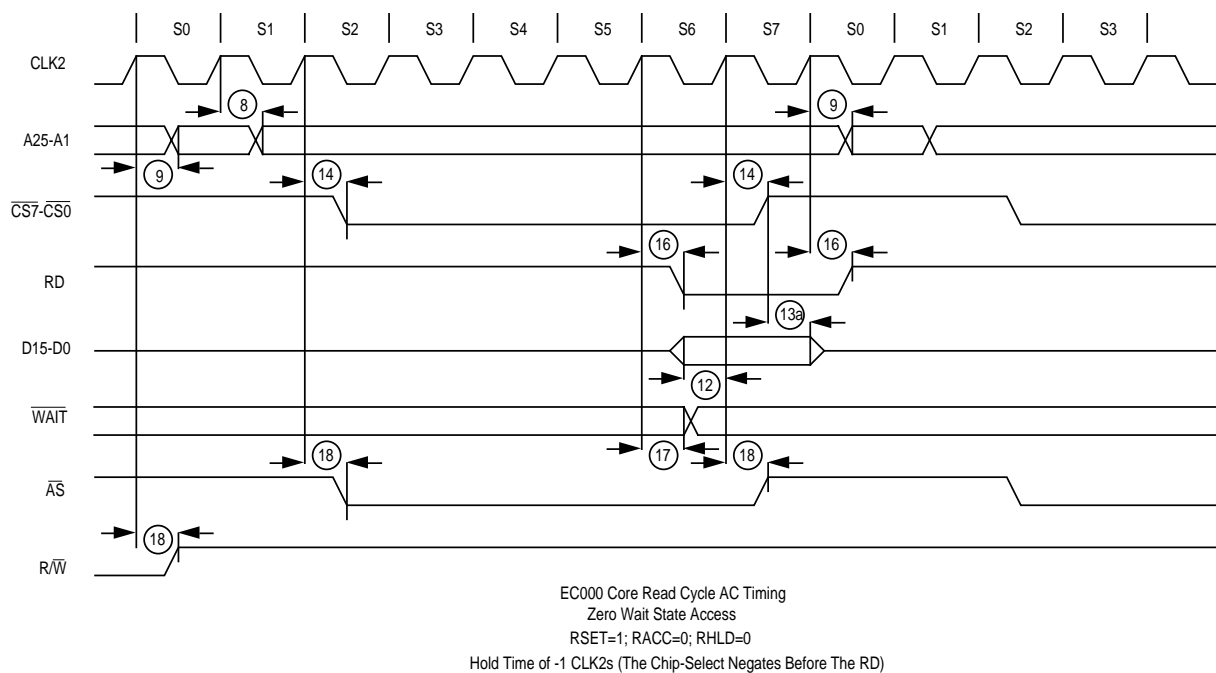 S0 S1 S2 S3 S4 S5 S6 S7 S0 S1 S2 S3
CLK2
8 9
A25-A1
9 14 14
CS7-CS0
16 16
RD
13a
D15-D0
12
WAIT
18 17 18
AS
18
R/W
EC000 Core Read Cycle AC Timing
Zero Wait State Access
RSET=1; RACC=0; RHLD=0
Hold Time of -1 CLK2s (The Chip-Select Negates Before The RD)